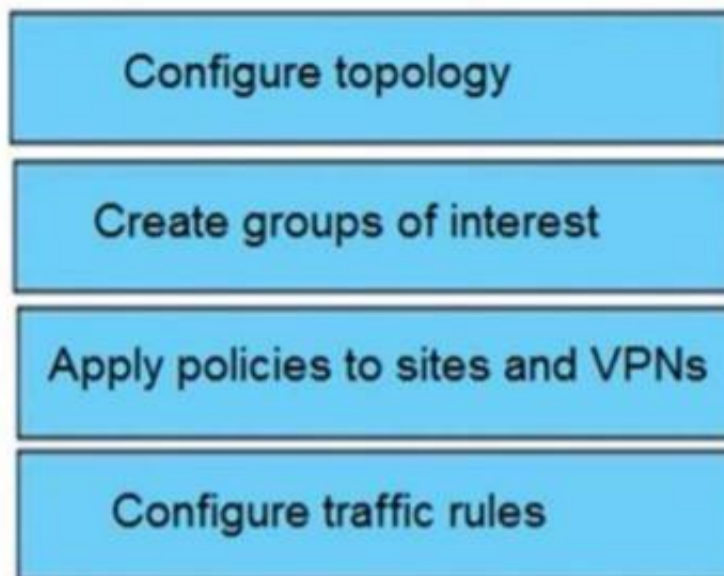 Configure topology
Create groups of interest
Apply policies to sites and VPNs
Configure traffic rules